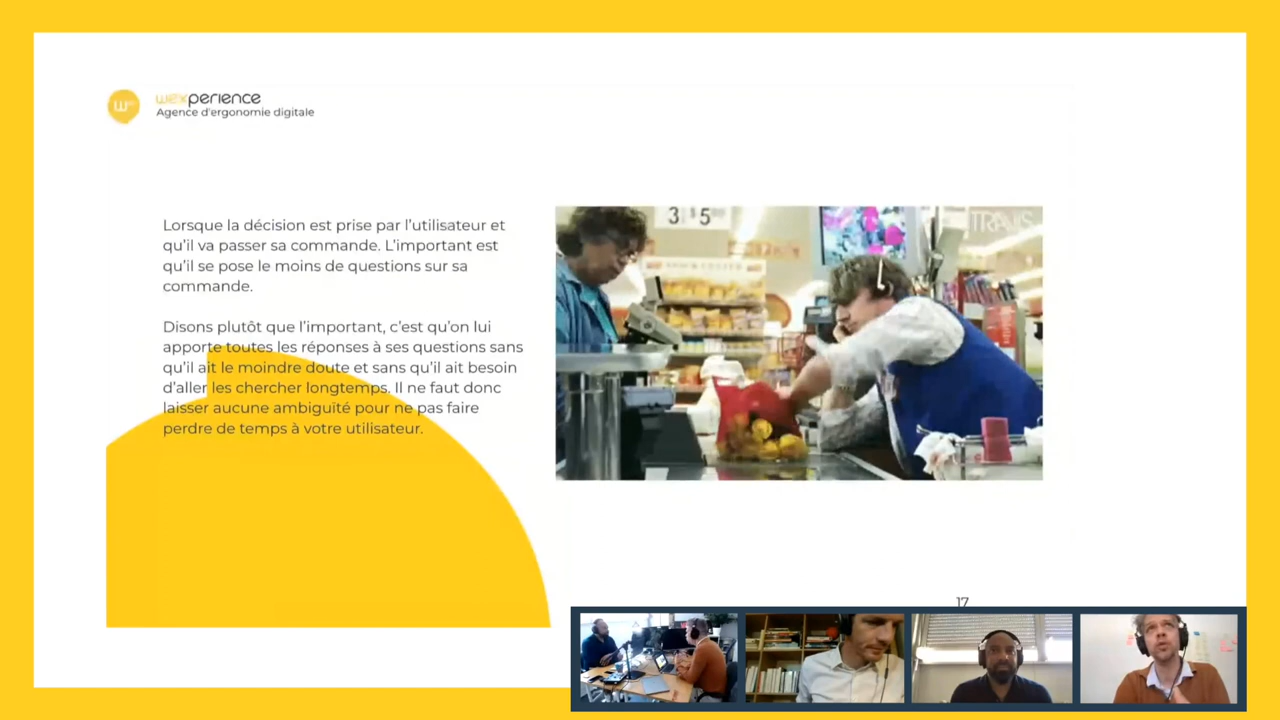 w
wexperience
Agence d'ergonomie digitale
Lorsque la décision est prise par l'utilisateur et
qu'il va passer sa commande. L'important est
qu'il se pose le moins de questions sur sa
commande.
Disons plutôt que l'important, c'est qu'on lui
apporte toutes les réponses à ses questions sans
qu'il ait le moindre doute et sans qu'il ait besoin
d'aller les chercher longtemps. Il ne faut donc
laisser aucune ambiguité pour ne pas faire
perdre de temps à votre utilisateur.
3 $5
TRAVIS
17